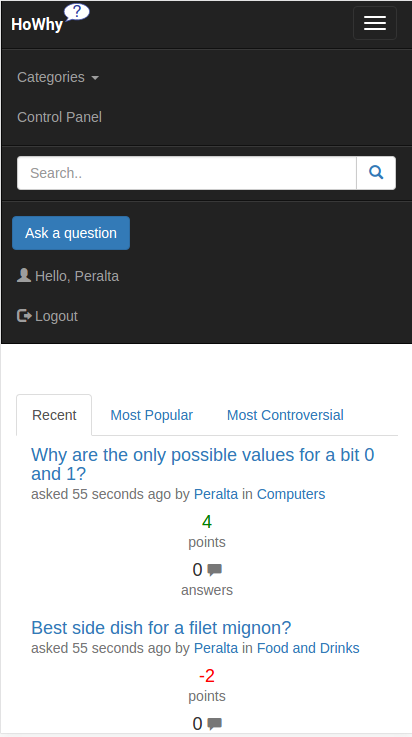 HoWhy ?
Categories
Control Panel
Search..
Ask a question
Hello, Peralta
Logout
Recent Most Popular Most Controversial
Why are the only possible values for a bit 0
and 1?
asked 55 seconds ago by Peralta in Computers
4
points
0
answers
Best side dish for a filet mignon?
asked 55 seconds ago by Peralta in Food and Drinks
-2
points
0